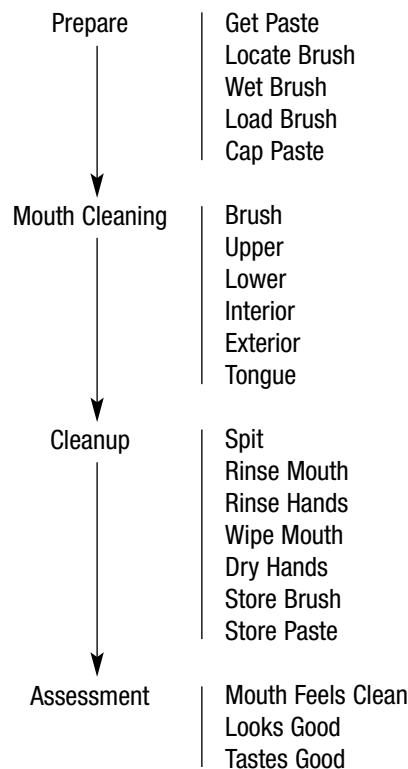 Prepare
Get Paste
Locate Brush
Wet Brush
Load Brush
Cap Paste
Mouth Cleaning
Brush
Upper
Lower
Interior
Exterior
Tongue
Cleanup
Spit
Rinse Mouth
Rinse Hands
Wipe Mouth
Dry Hands
Store Brush
Store Paste
Assessment
Mouth Feels Clean
Looks Good
Tastes Good